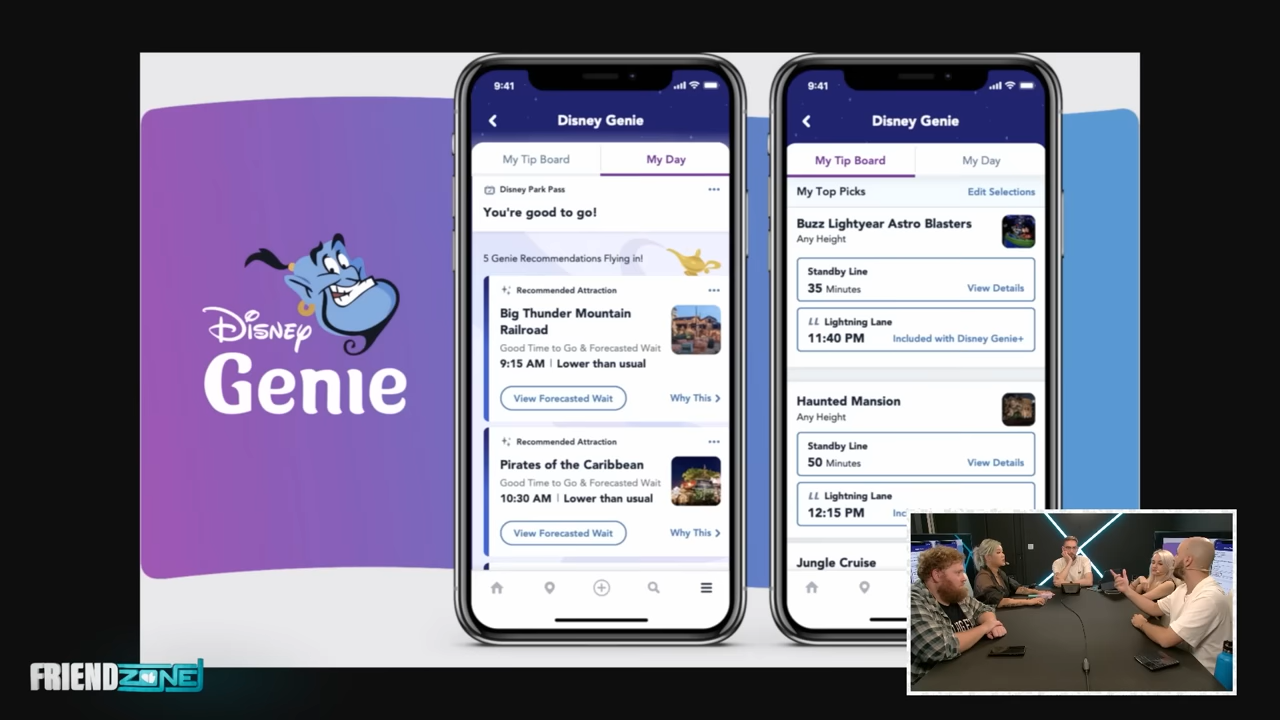 Disney
Genie
9:41
Disney Genie
My Tip Board
My Day
Disney Park Pass
You're good to go!
5 Genie Recommendations Flying in!
Recommended Attraction
Big Thunder Mountain
Railroad
Good Time to Go & Forecasted Wait
9:15 AM | Lower than usual
View Forecasted Wait
Why This >
Recommended Attraction
Pirates of the Caribbean
Good Time to Go & Forecasted Wait
10:30 AM | Lower than usual
View Forecasted Wait
Why This >
9:41
Disney Genie
My Tip Board
My Day
My Top Picks
Edit Selections
Buzz Lightyear Astro Blasters
Any Height
Standby Line
35 Minutes
View Details
LL Lightning Lane
11:40 PM
Included with Disney Genie+
Haunted Mansion
Any Height
Standby Line
50 Minutes
View Details
LL Lightning Lane
12:15 PM
Jungle Cruise
FRIENDZONE